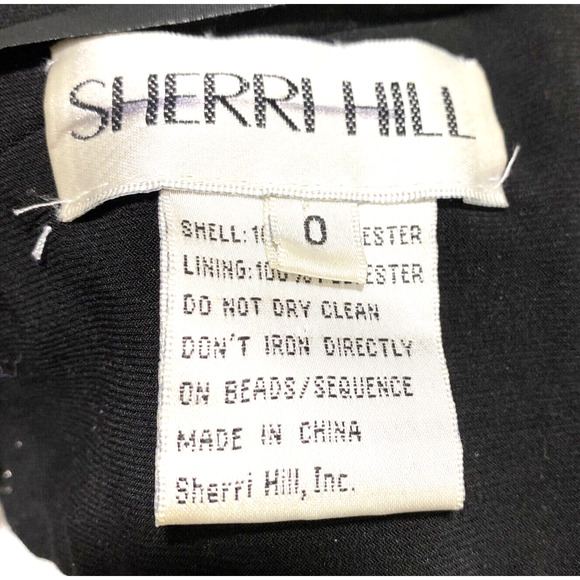 SHERRI HILL
0
SHELL: 10 ESTER
LINING: 100% ESTER
DO NOT DRY CLEAN
DON'T IRON DIRECTLY
ON BEADS/SEQUENCE
MADE IN CHINA
Sherri Hill, Inc.